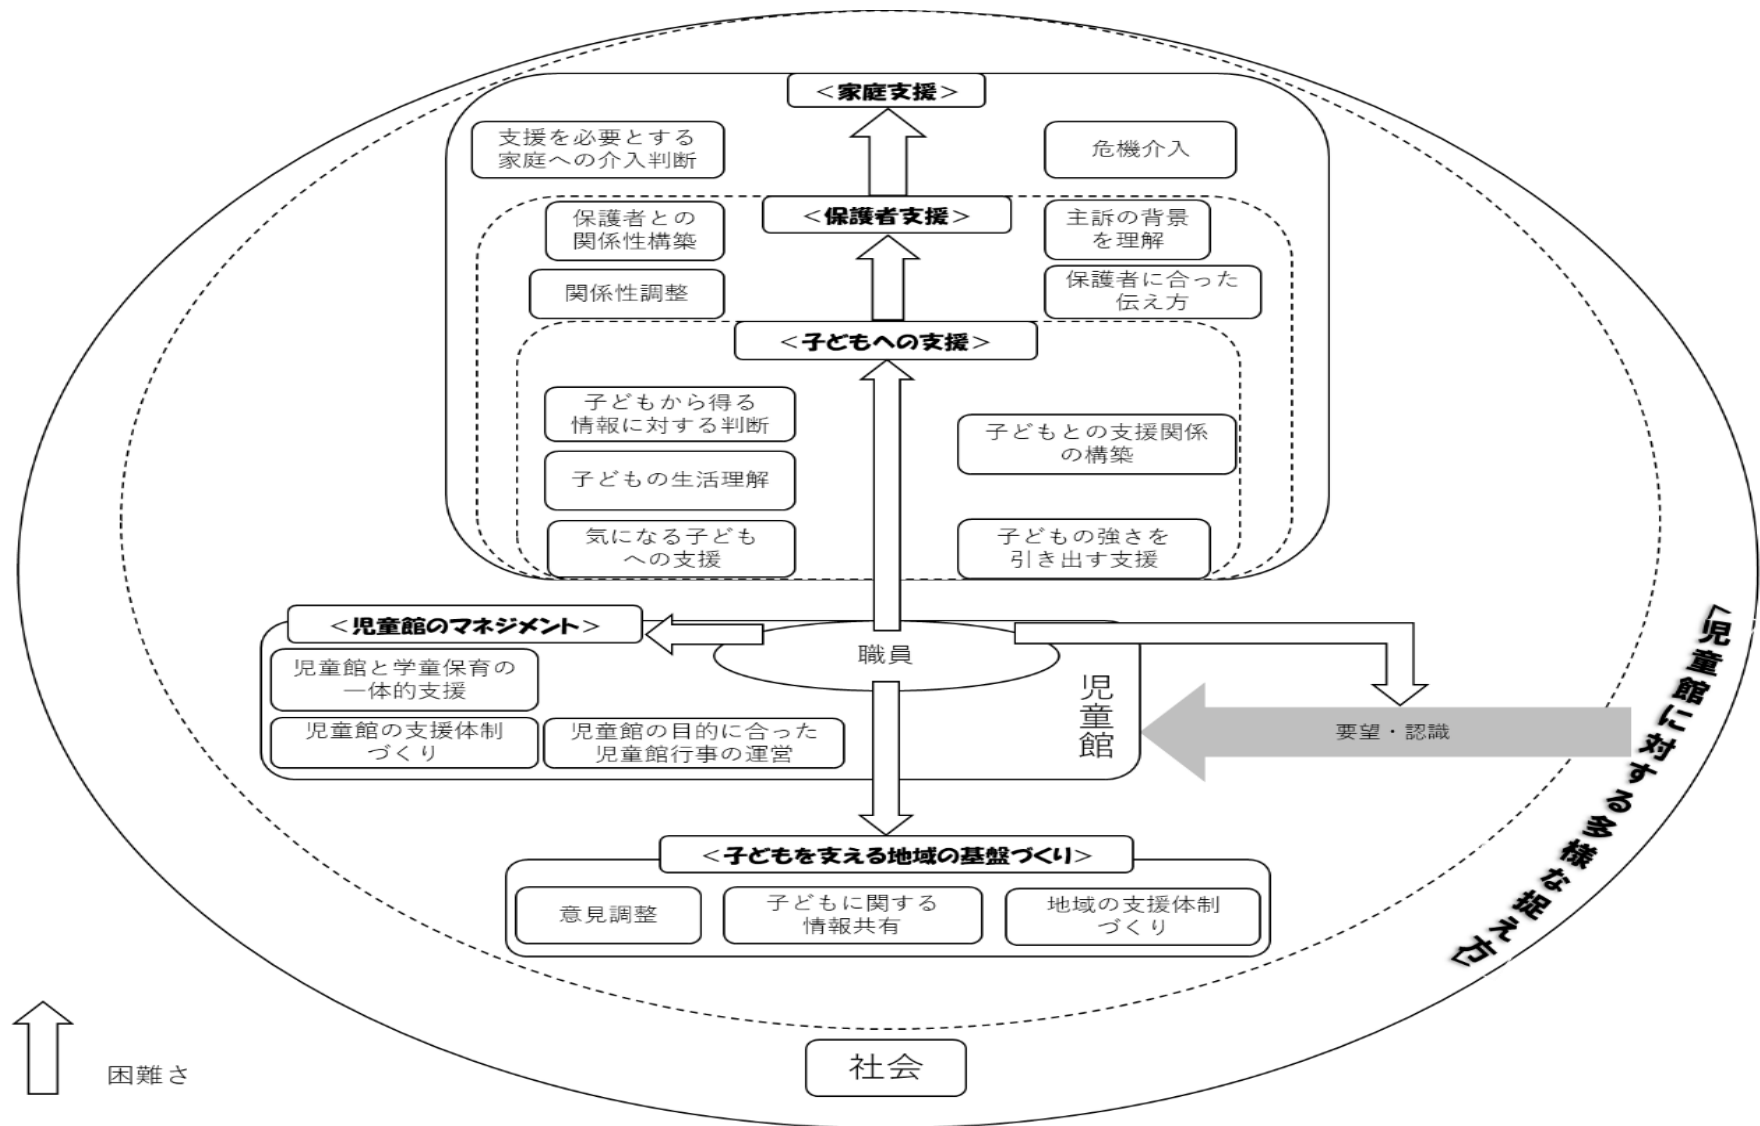 ＜家庭支援＞
支援を必要とする
家庭への介入判断
危機介入
＜保護者支援＞
保護者との
関係性構築
主訴の背景
を理解
関係性調整
保護者に合った
伝え方
＜子どもへの支援＞
子どもから得る
情報に対する判断
子どもとの支援関係
の構築
子どもの生活理解
気になる子ども
への支援
子どもの強さを
引き出す支援
＜児童館のマネジメント＞
職員
児童館と学童保育の
一体的支援
児童館の支援体制
づくり
児童館の目的に合った
児童館行事の運営
児童館
要望・認識
「児童館に対する多様な捉え方」
＜子どもを支える地域の基盤づくり＞
意見調整
子どもに関する
情報共有
地域の支援体制
づくり
社会
困難さ